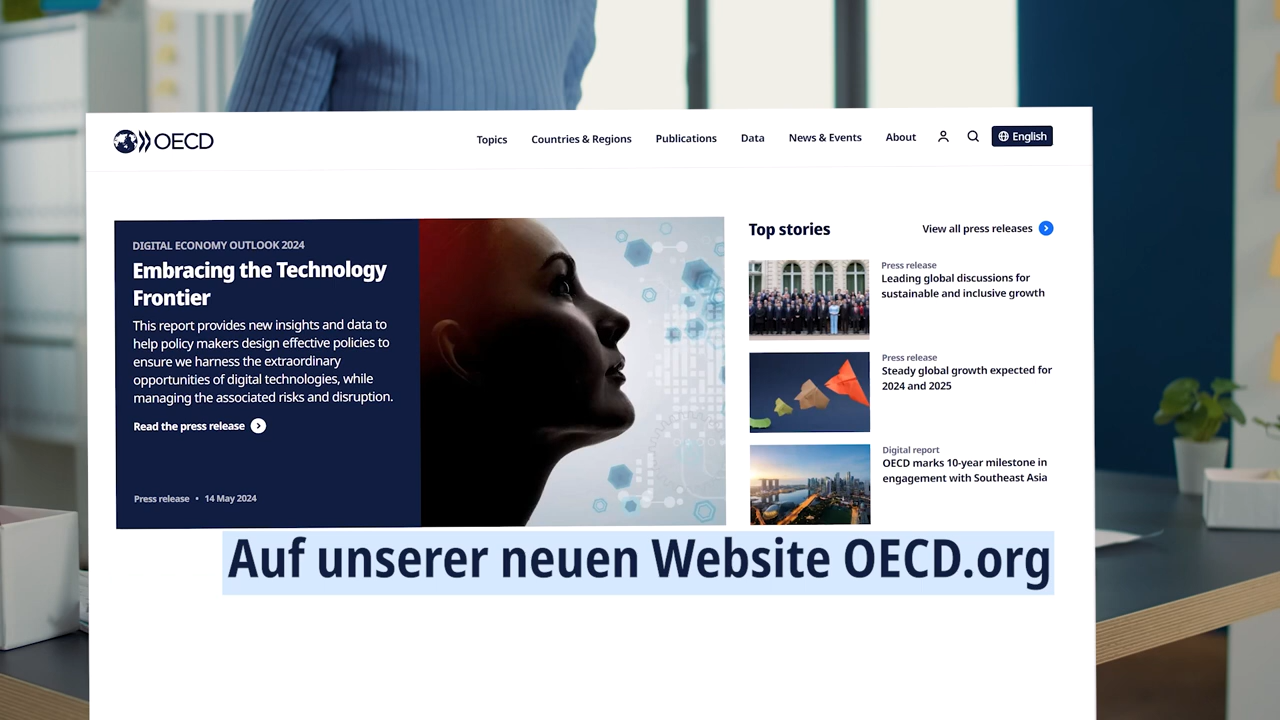 OECD
Topics
Countries & Regions
Publications
Data
News & Events
About
English
DIGITAL ECONOMY OUTLOOK 2024
Embracing the Technology
Frontier
This report provides new insights and data to
help policy makers design effective policies to
ensure we harness the extraordinary
opportunities of digital technologies, while
managing the associated risks and disruption.
Read the press release
Press release • 14 May 2024
Top stories
View all press releases
Press release
Leading global discussions for
sustainable and inclusive growth
Press release
Steady global growth expected for
2024 and 2025
Digital report
OECD marks 10-year milestone in
engagement with Southeast Asia
Auf unserer neuen Website OECD.org